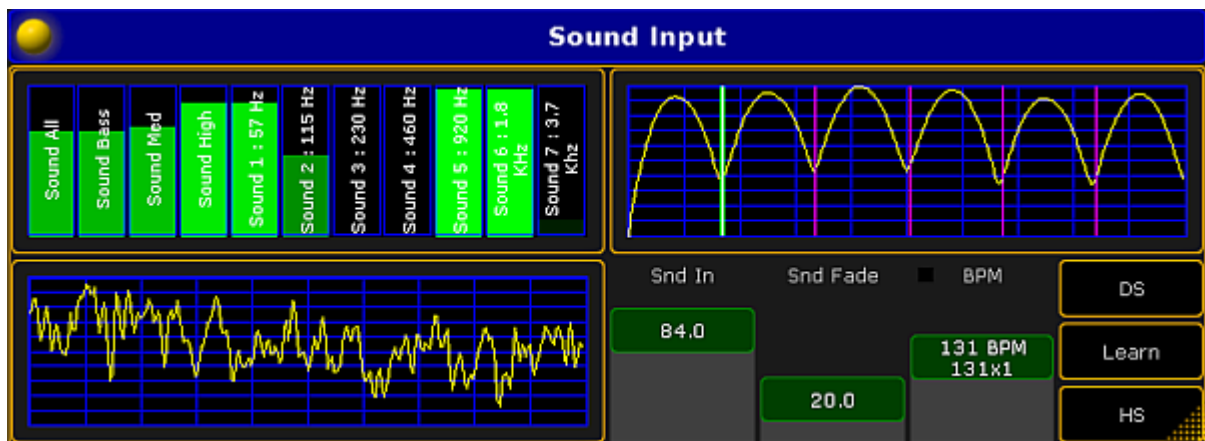 Sound Input
Sound All
Sound Bass
Sound Med
Sound High
Sound 1 : 57 Hz
Sound 2 : 115 Hz
Sound 3 : 230 Hz
Sound 4 : 460 Hz
Sound 5 : 920 Hz
Sound 6 : 1.8
KHz
Sound 7 : 3.7
Khz
Snd In
Snd Fade
BPM
DS
84.0
131 BPM
131x1
Learn
20.0
HS